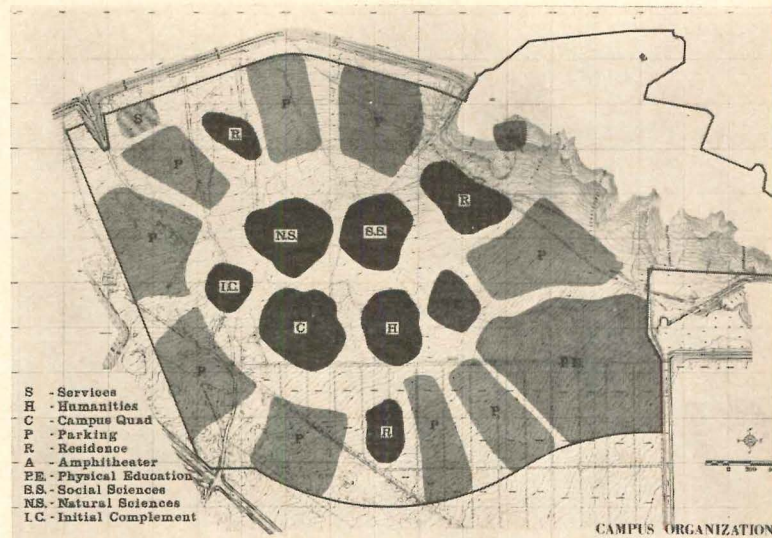 S
P
P
R
P
R
P
N.S.
S.S.
P
I.C.
C
H
P.E.
P
P
R
P
P
S - Services
H - Humanities
C - Campus Quad
P - Parking
R - Residence
A - Amphitheater
P.E. - Physical Education
S.S. - Social Sciences
N.S. - Natural Sciences
I.C. - Initial Complement
CAMPUS ORGANIZATION